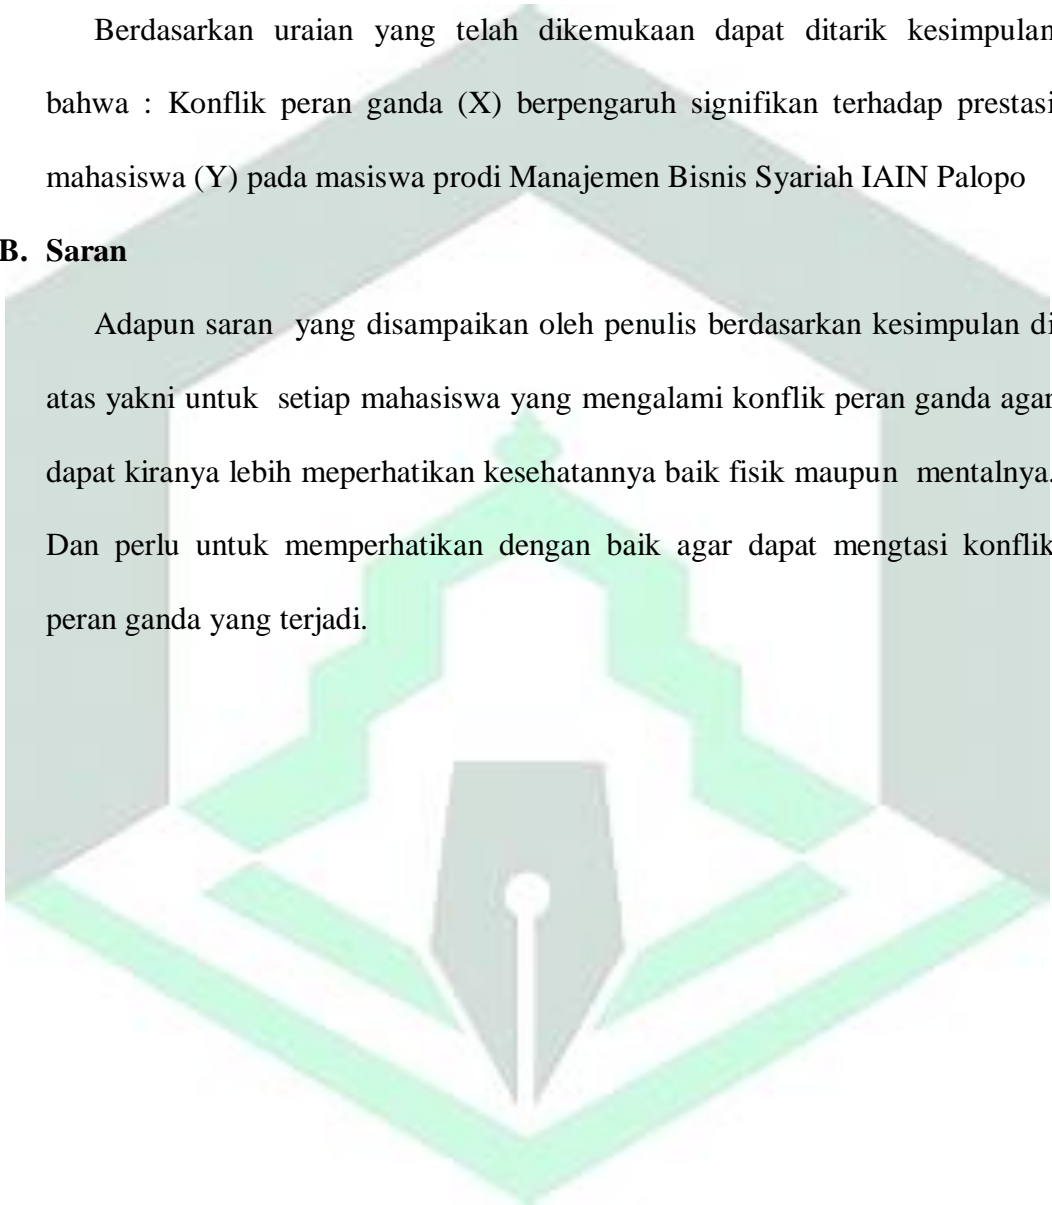 Berdasarkan uraian yang telah dikemukaan dapat ditarik kesimpulan
bahwa : Konflik peran ganda (X) berpengaruh signifikan terhadap prestasi
mahasiswa (Y) pada masiswa prodi Manajemen Bisnis Syariah IAIN Palopo
B. Saran
Adapun saran yang disampaikan oleh penulis berdasarkan kesimpulan di
atas yakni untuk setiap mahasiswa yang mengalami konflik peran ganda agar
dapat kiranya lebih meperhatikan kesehatannya baik fisik maupun mentalnya.
Dan perlu untuk memperhatikan dengan baik agar dapat mengtasi konflik
peran ganda yang terjadi.